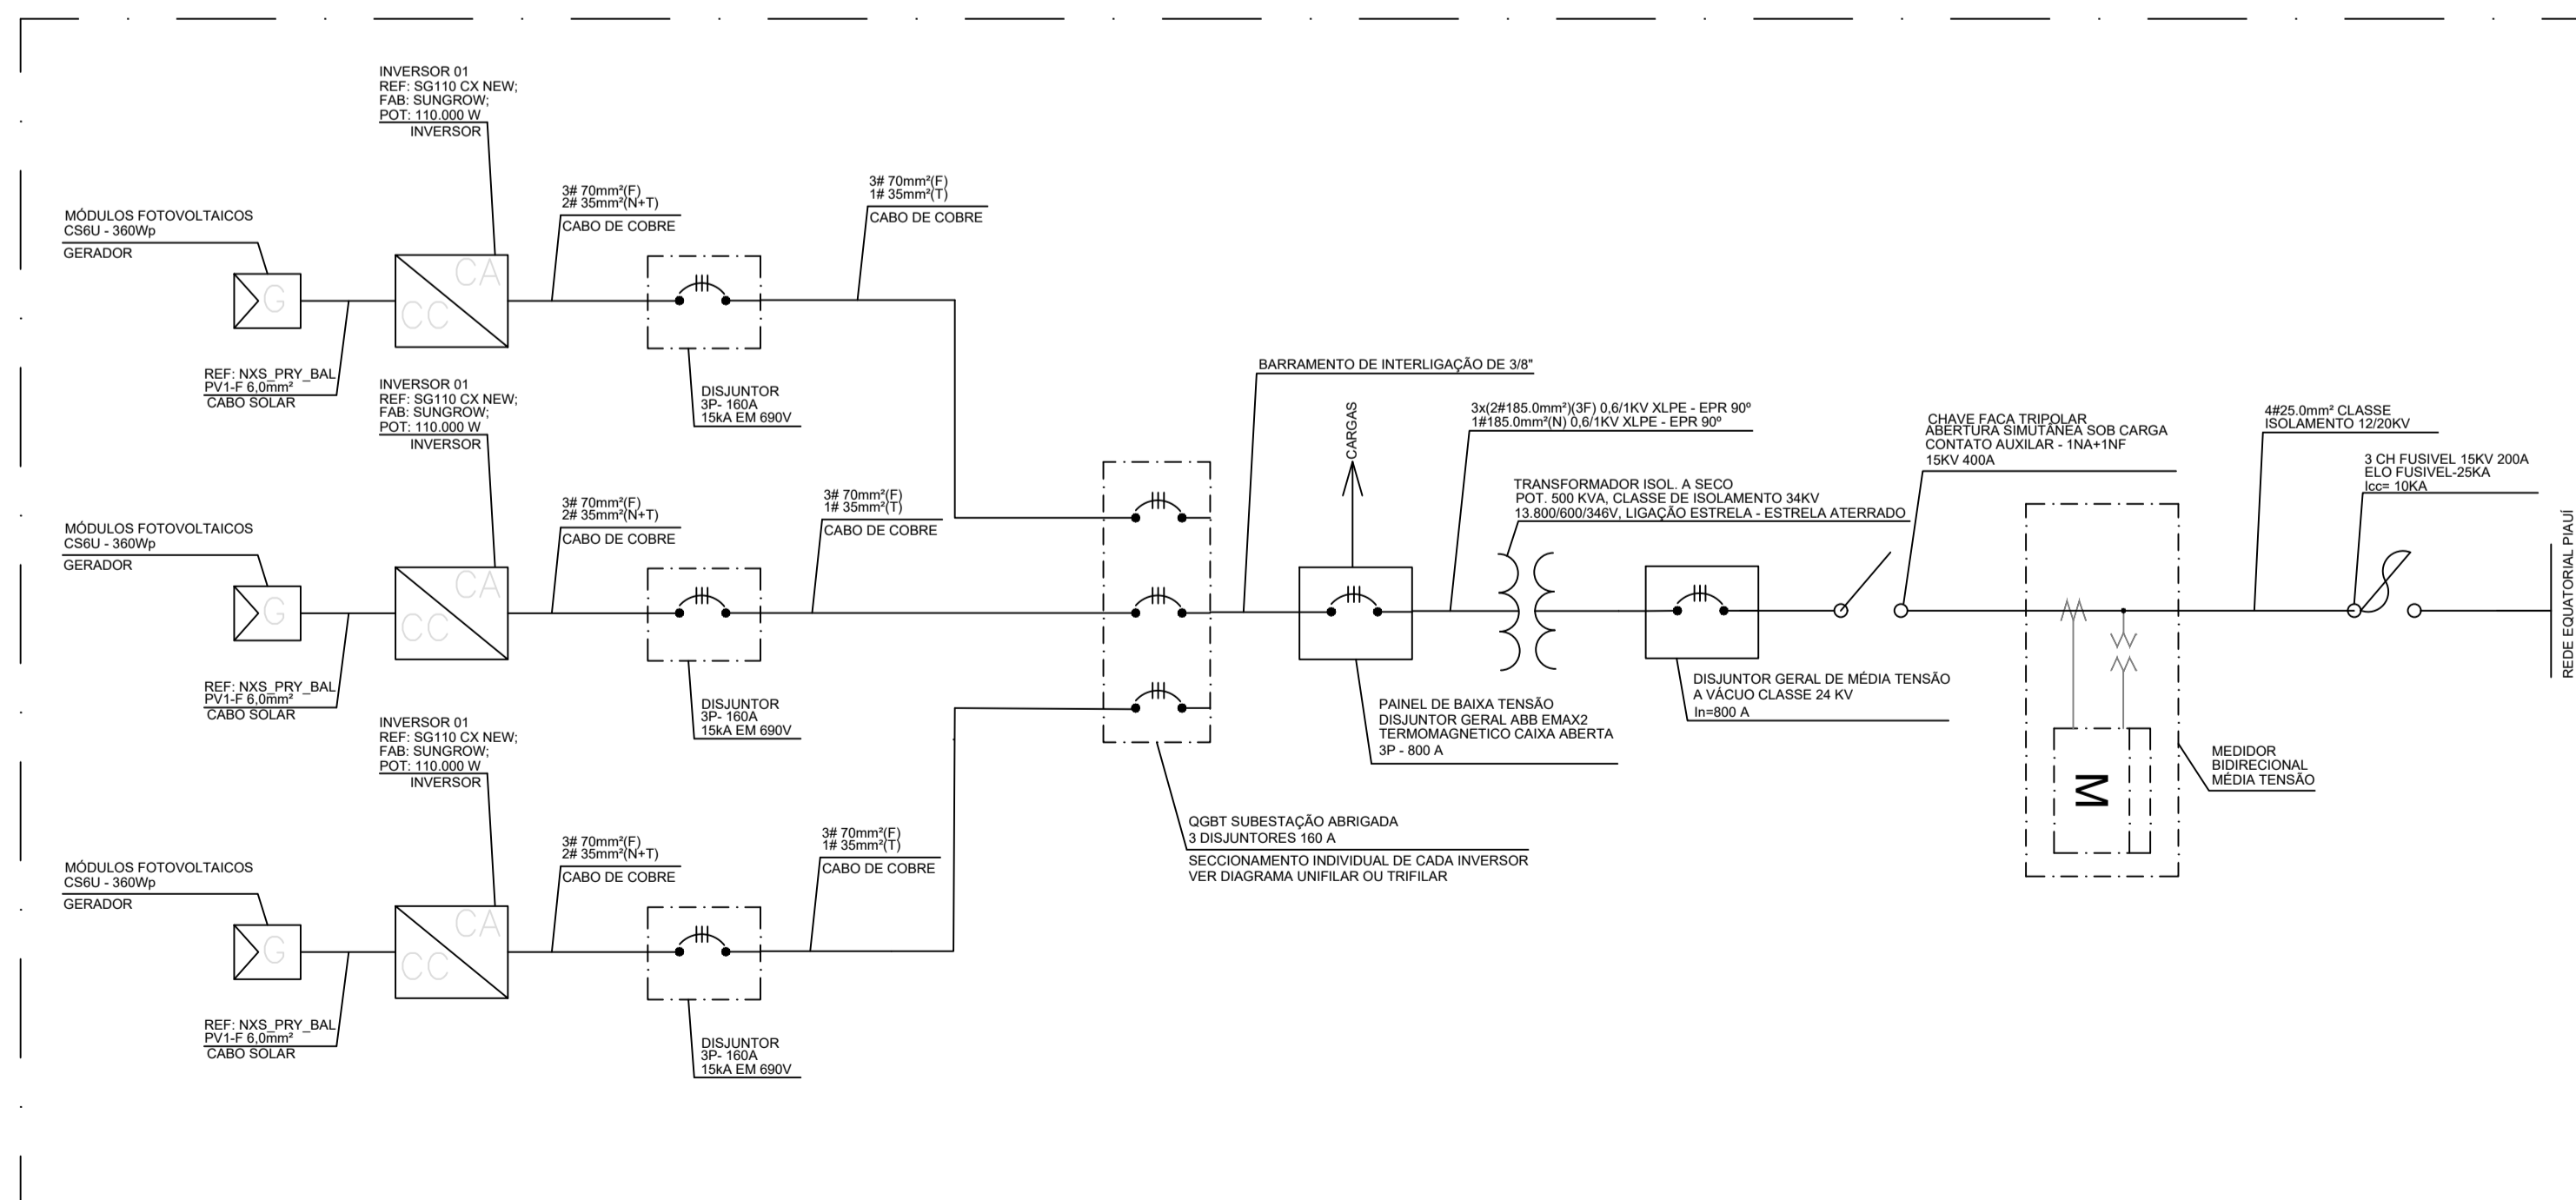 INVERSOR 01
REF: SG110 CX NEW;
FAB: SUNGROW;
POT: 110.000 W
INVERSOR
MÓDULOS FOTOVOLTAICOS
CS6U - 360Wp
GERADOR
G
CA
CC
REF: NXS_PRY_BAL
PV1-F 6,0mm²
CABO SOLAR
3# 70mm²(F)
2# 35mm²(N+T)
CABO DE COBRE
DISJUNTOR
3P- 160A
15kA EM 690V
3# 70mm²(F)
1# 35mm²(T)
CABO DE COBRE
INVERSOR 01
REF: SG110 CX NEW;
FAB: SUNGROW;
POT: 110.000 W
INVERSOR
MÓDULOS FOTOVOLTAICOS
CS6U - 360Wp
GERADOR
G
CA
CC
REF: NXS_PRY_BAL
PV1-F 6,0mm²
CABO SOLAR
3# 70mm²(F)
2# 35mm²(N+T)
CABO DE COBRE
DISJUNTOR
3P- 160A
15kA EM 690V
3# 70mm²(F)
1# 35mm²(T)
CABO DE COBRE
INVERSOR 01
REF: SG110 CX NEW;
FAB: SUNGROW;
POT: 110.000 W
INVERSOR
MÓDULOS FOTOVOLTAICOS
CS6U - 360Wp
GERADOR
G
CA
CC
REF: NXS_PRY_BAL
PV1-F 6,0mm²
CABO SOLAR
3# 70mm²(F)
2# 35mm²(N+T)
CABO DE COBRE
DISJUNTOR
3P- 160A
15kA EM 690V
3# 70mm²(F)
1# 35mm²(T)
CABO DE COBRE
QGBT SUBESTAÇÃO ABRIGADA
3 DISJUNTORES 160 A
SECCIONAMENTO INDIVIDUAL DE CADA INVERSOR
VER DIAGRAMA UNIFILAR OU TRIFILAR
BARRAMENTO DE INTERLIGAÇÃO DE 3/8"
CARGAS
PAINEL DE BAIXA TENSÃO
DISJUNTOR GERAL ABB EMAX2
TERMOMAGNETICO CAIXA ABERTA
3P - 800 A
3x(2#185.0mm²)(3F) 0,6/1KV XLPE - EPR 90º
1#185.0mm²(N) 0,6/1KV XLPE - EPR 90º
TRANSFORMADOR ISOL. A SECO
POT. 500 KVA, CLASSE DE ISOLAMENTO 34KV
13.800/600/346V, LIGAÇÃO ESTRELA - ESTRELA ATERRADO
DISJUNTOR GERAL DE MÉDIA TENSÃO
A VÁCUO CLASSE 24 KV
In=800 A
CHAVE FACA TRIPOLAR
ABERTURA SIMUTÂNEA SOB CARGA
CONTATO AUXILAR - 1NA+1NF
15KV 400A
M
MEDIDOR
BIDIRECIONAL
MÉDIA TENSÃO
4#25.0mm² CLASSE
ISOLAMENTO 12/20KV
3 CH FUSIVEL 15KV 200A
ELO FUSIVEL-25KA
Icc= 10KA
REDE EQUATORIAL PIAUÍ